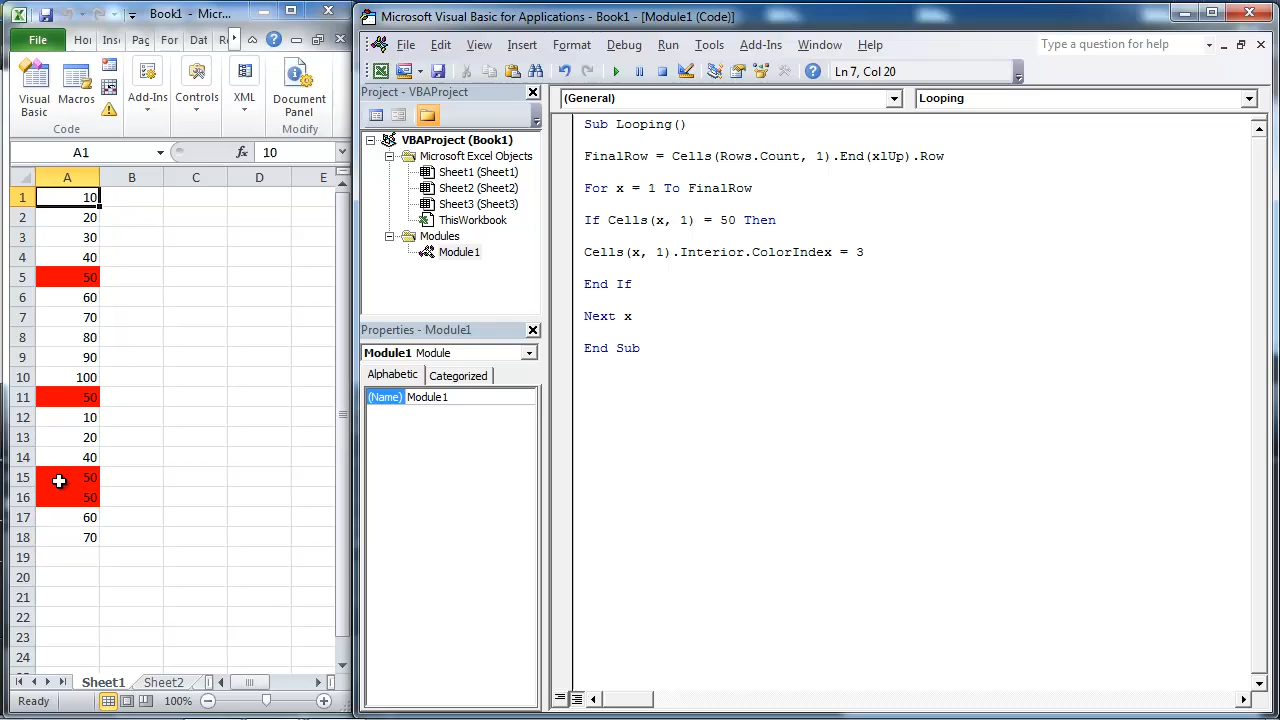 Book1 - Micr...
File Hor Ins Pag For Dat Re
Visual Basic
Macros
Add-Ins
Controls
XML
Document Panel
Code
Modify
A1
fx 10
A B C D E
1 10
2 20
3 30
4 40
5 50
6 60
7 70
8 80
9 90
10 100
11 50
12 10
13 20
14 40
15 50
16 50
17 60
18 70
19
20
21
22
23
24
Sheet1 Sheet2
Ready 100%
Microsoft Visual Basic for Applications - Book1 - [Module1 (Code)]
File Edit View Insert Format Debug Run Tools Add-Ins Window Help
Type a question for help
Ln 7, Col 20
Project - VBAProject
VBAProject (Book1)
Microsoft Excel Objects
Sheet1 (Sheet1)
Sheet2 (Sheet2)
Sheet3 (Sheet3)
ThisWorkbook
Modules
Module1
Properties - Module1
Module1 Module
Alphabetic Categorized
(Name) Module1
(General)
Looping
Sub Looping()
FinalRow = Cells(Rows.Count, 1).End(xlUp).Row
For x = 1 To FinalRow
If Cells(x, 1) = 50 Then
Cells(x, 1).Interior.ColorIndex = 3
End If
Next x
End Sub